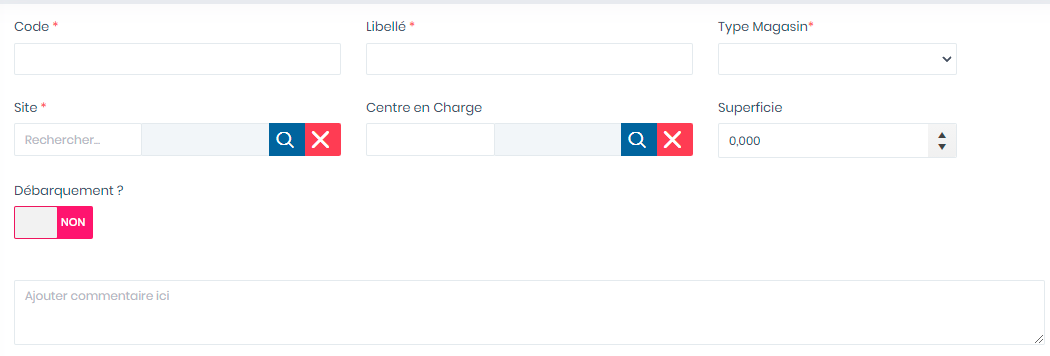 Code *
Libellé *
Type Magasin*
Site *
Centre en Charge
Superficie
Rechercher...
0,000
Débarquement ?
NON
Ajouter commentaire ici